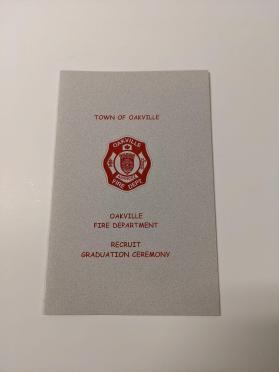 TOWN OF OAKVILLE
OAKVILLE
FIRE DEPT
OAKVILLE
FIRE DEPARTMENT
RECRUIT
GRADUATION CEREMONY